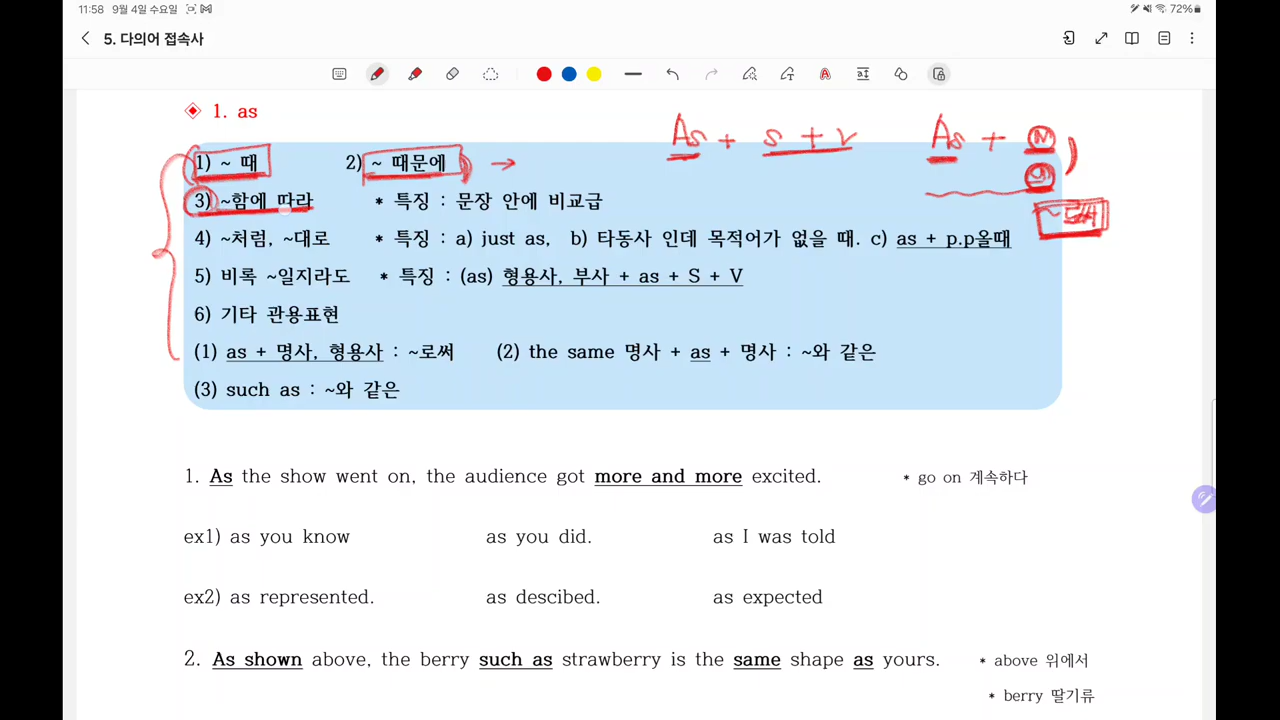 11:58 9월 4일 수요일 72%
5. 다의어 접속사
1. as
As + S + V As + N
1) ~ 때 2) ~ 때문에
3) ~함에 따라 * 특징 : 문장 안에 비교급
4) ~처럼, ~대로 * 특징 : a) just as, b) 타동사 인데 목적어가 없을 때. c) as + p.p올때
5) 비록 ~일지라도 * 특징 : (as) 형용사, 부사 + as + S + V
6) 기타 관용표현
(1) as + 명사, 형용사 : ~로써 (2) the same 명사 + as + 명사 : ~와 같은
(3) such as : ~와 같은
1. As the show went on, the audience got more and more excited. * go on 계속하다
ex1) as you know as you did. as I was told
ex2) as represented. as descibed. as expected
2. As shown above, the berry such as strawberry is the same shape as yours. * above 위에서
* berry 딸기류